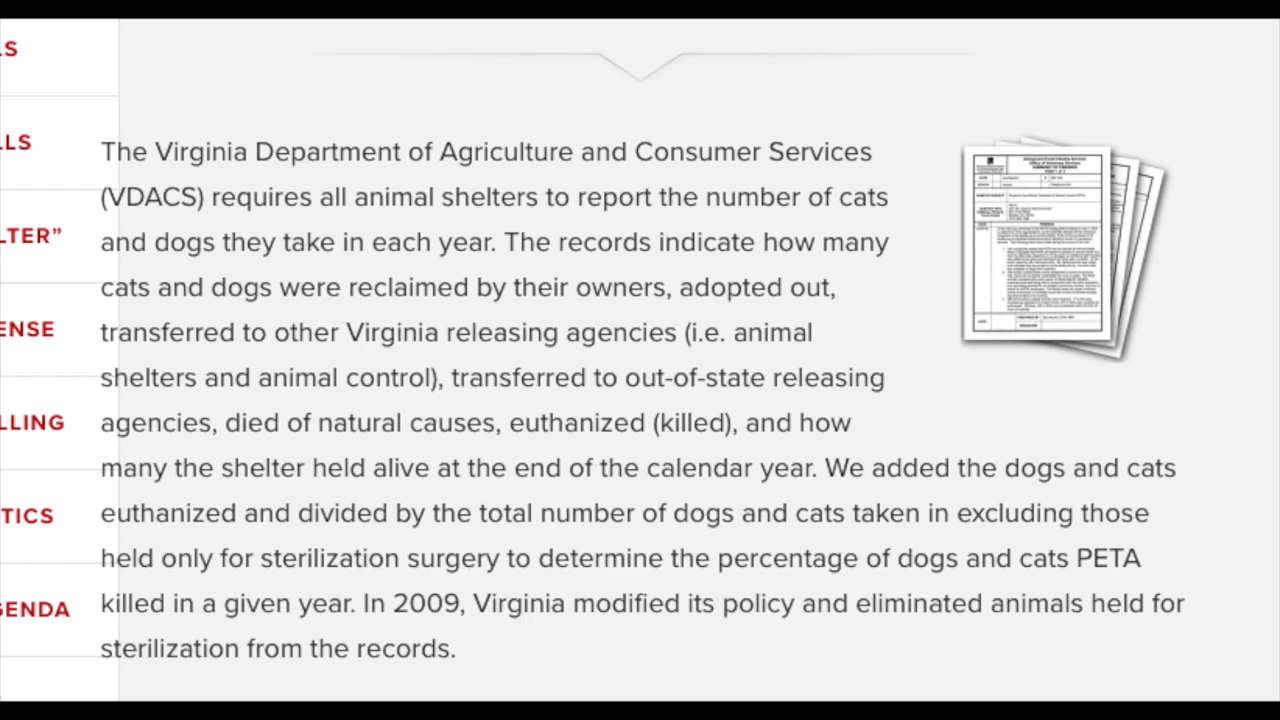 LS
LLS
LTER”
ENSE
LLING
TICS
GENDA
The Virginia Department of Agriculture and Consumer Services
(VDACS) requires animal shelters to report the number of cats
and dogs they take in each year. The records indicate how many
cats and dogs were reclaimed by their owners, adopted out,
transferred to other Virginia releasing agencies (i.e. animal
shelters and animal control), transferred to out-of-state releasing
agencies, died of natural causes, euthanized (killed), and how
many the shelter held alive at the end of the calendar year. We added the dogs and cats
euthanized and divided by the total number of dogs and cats taken in excluding those
held only for sterilization surgery to determine the percentage of dogs and cats PETA
killed in a given year. In 2009, Virginia modified its policy and eliminated animals held for
sterilization from the records.